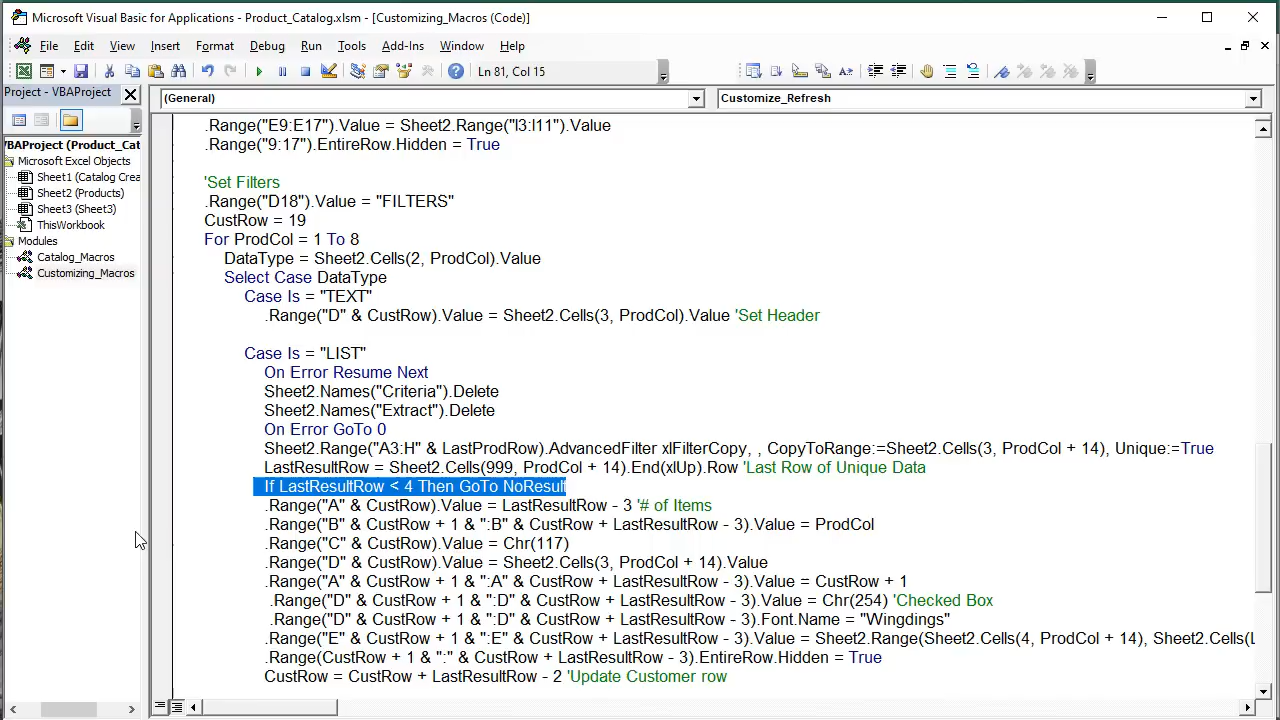 Microsoft Visual Basic for Applications - Product_Catalog.xlsm - [Customizing_Macros (Code)]
File Edit View Insert Format Debug Run Tools Add-Ins Window Help
Ln 81, Col 15
Project - VBAProject
(General) Customize_Refresh
VBAProject (Product_Cat
Microsoft Excel Objects
Sheet1 (Catalog Crea
Sheet2 (Products)
Sheet3 (Sheet3)
ThisWorkbook
Modules
Catalog_Macros
Customizing_Macros
.Range("E9:E17").Value = Sheet2.Range("I3:I11").Value
.Range("9:17").EntireRow.Hidden = True
'Set Filters
.Range("D18").Value = "FILTERS"
CustRow = 19
For ProdCol = 1 To 8
DataType = Sheet2.Cells(2, ProdCol).Value
Select Case DataType
Case Is = "TEXT"
.Range("D" & CustRow).Value = Sheet2.Cells(3, ProdCol).Value 'Set Header
Case Is = "LIST"
On Error Resume Next
Sheet2.Names("Criteria").Delete
Sheet2.Names("Extract").Delete
On Error GoTo 0
Sheet2.Range("A3:H" & LastProdRow).AdvancedFilter xlFilterCopy, , CopyToRange:=Sheet2.Cells(3, ProdCol + 14), Unique:=True
LastResultRow = Sheet2.Cells(999, ProdCol + 14).End(xlUp).Row 'Last Row of Unique Data
If LastResultRow < 4 Then GoTo NoResult
.Range("A" & CustRow).Value = LastResultRow - 3 '# of Items
.Range("B" & CustRow + 1 & ":B" & CustRow + LastResultRow - 3).Value = ProdCol
.Range("C" & CustRow).Value = Chr(117)
.Range("D" & CustRow).Value = Sheet2.Cells(3, ProdCol + 14).Value
.Range("A" & CustRow + 1 & ":A" & CustRow + LastResultRow - 3).Value = CustRow + 1
.Range("D" & CustRow + 1 & ":D" & CustRow + LastResultRow - 3).Value = Chr(254) 'Checked Box
.Range("D" & CustRow + 1 & ":D" & CustRow + LastResultRow - 3).Font.Name = "Wingdings"
.Range("E" & CustRow + 1 & ":E" & CustRow + LastResultRow - 3).Value = Sheet2.Range(Sheet2.Cells(4, ProdCol + 14), Sheet2.Cells(L
.Range(CustRow + 1 & ":" & CustRow + LastResultRow - 3).EntireRow.Hidden = True
CustRow = CustRow + LastResultRow - 2 'Update Customer row